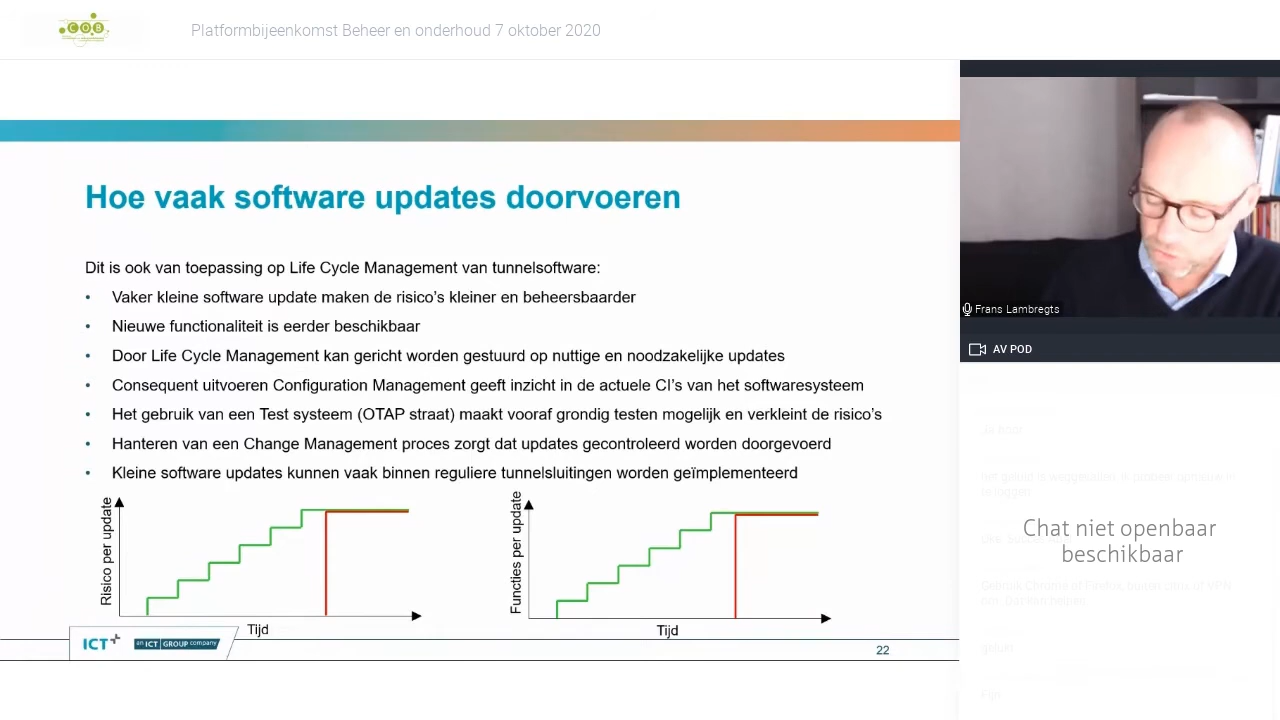 COB
Platformbijeenkomst Beheer en onderhoud 7 oktober 2020
Hoe vaak software updates doorvoeren
Dit is ook van toepassing op Life Cycle Management van tunnelsoftware:
• Vaker kleine software update maken de risico's kleiner en beheersbaarder
• Nieuwe functionaliteit is eerder beschikbaar
• Door Life Cycle Management kan gericht worden gestuurd op nuttige en noodzakelijke updates
• Consequent uitvoeren Configuration Management geeft inzicht in de actuele CI's van het softwaresysteem
• Het gebruik van een Test systeem (OTAP straat) maakt vooraf grondig testen mogelijk en verkleint de risico's
• Hanteren van een Change Management proces zorgt dat updates gecontroleerd worden doorgevoerd
• Kleine software updates kunnen vaak binnen reguliere tunnelsluitingen worden geïmplementeerd
Risico per update
Tijd
Functies per update
Tijd
ICT
an ICT GROUP company
22
Frans Lambregts
AV POD
Chat niet openbaar
beschikbaar